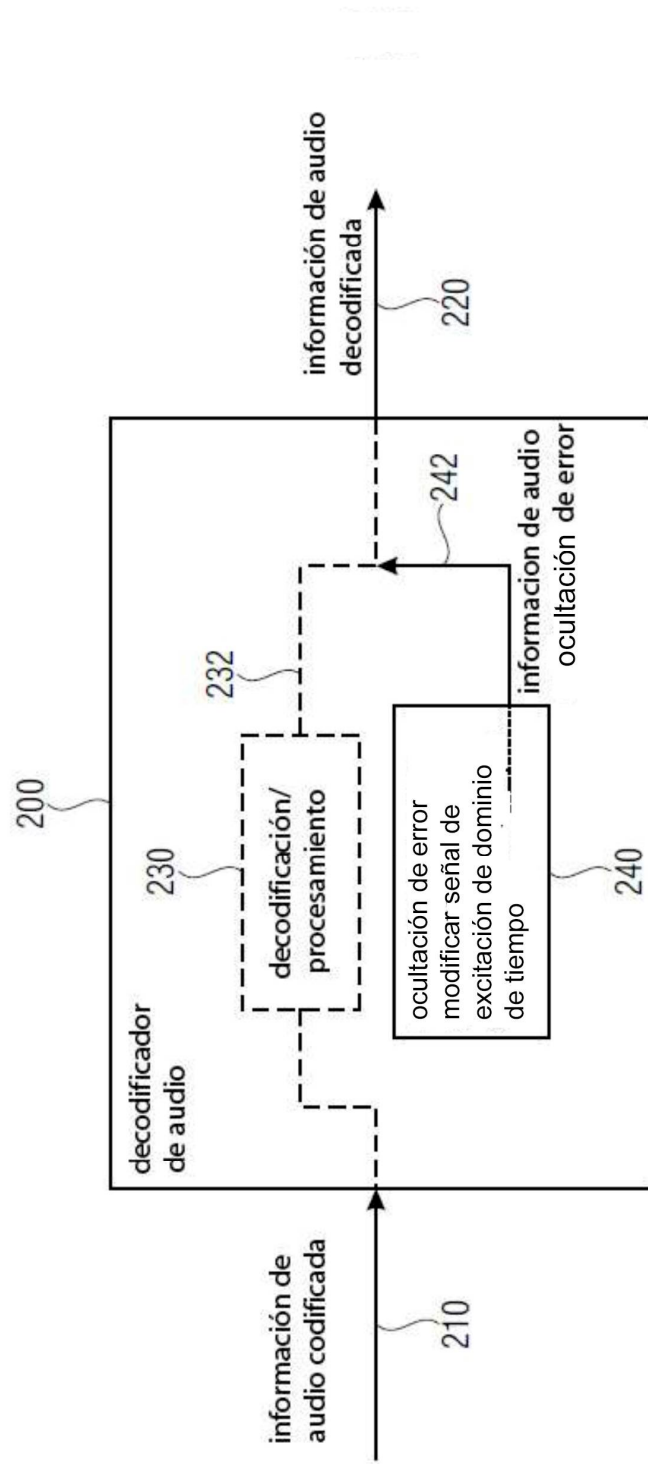 200
decodificador
de audio
información de
audio codificada
210
230
decodificación/
procesamiento
232
ocultación de error
modificar señal de
excitación de dominio
de tiempo
240
242
informacion de audio
ocultación de error
información de audio
decodificada
220